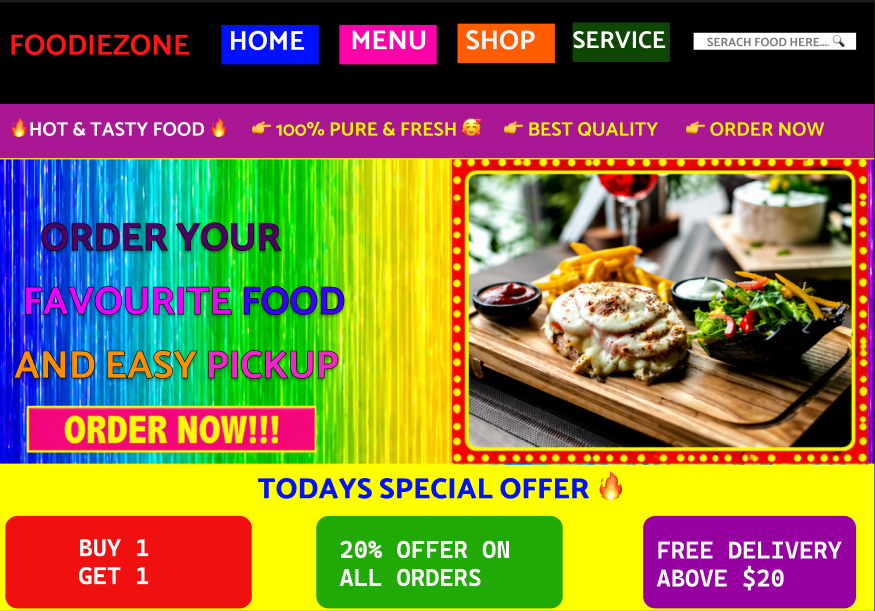 FOODIEZONE HOME MENU SHOP SERVICE SERACH FOOD HERE.... 🔍
🔥HOT & TASTY FOOD 🔥 👉 100% PURE & FRESH 🥰 👉 BEST QUALITY 👉 ORDER NOW
ORDER YOUR
FAVOURITE FOOD
AND EASY PICKUP
ORDER NOW!!!
TODAYS SPECIAL OFFER 🔥
BUY 1
GET 1
20% OFFER ON
ALL ORDERS
FREE DELIVERY
ABOVE $20